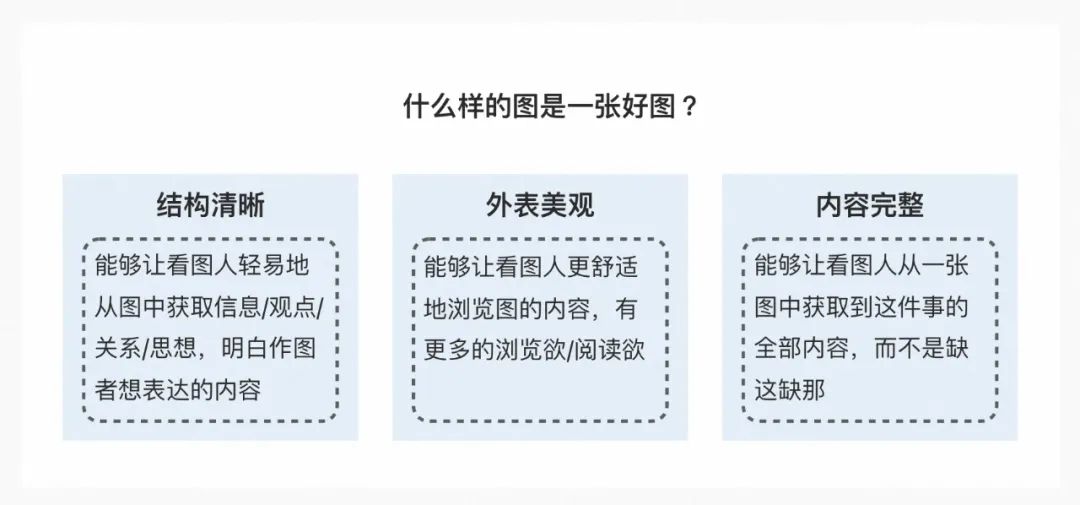 什么样的图是一张好图？
结构清晰
能够让看图人轻易地
从图中获取信息/观点/
关系/思想，明白作图
者想表达的内容
外表美观
能够让看图人更舒适
地浏览图的内容，有
更多的浏览欲/阅读欲
内容完整
能够让看图人从一张
图中获取到这件事的
全部内容，而不是缺
这缺那